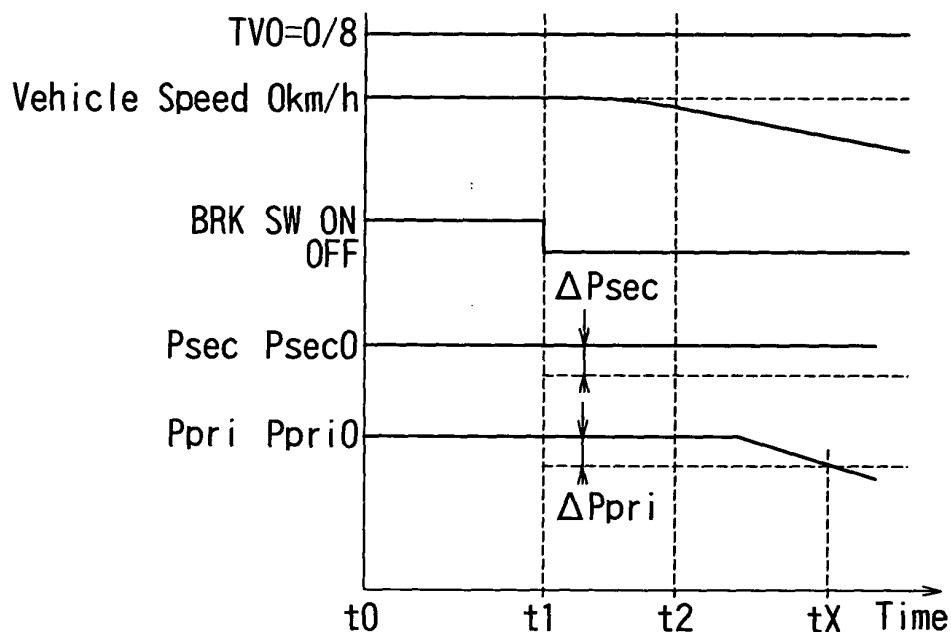 TVO=0/8
Vehicle Speed 0km/h
BRK SW ON
OFF
ΔPsec
Psec Psec0
Ppri Ppri0
ΔPpri
t0 t1 t2 tX Time